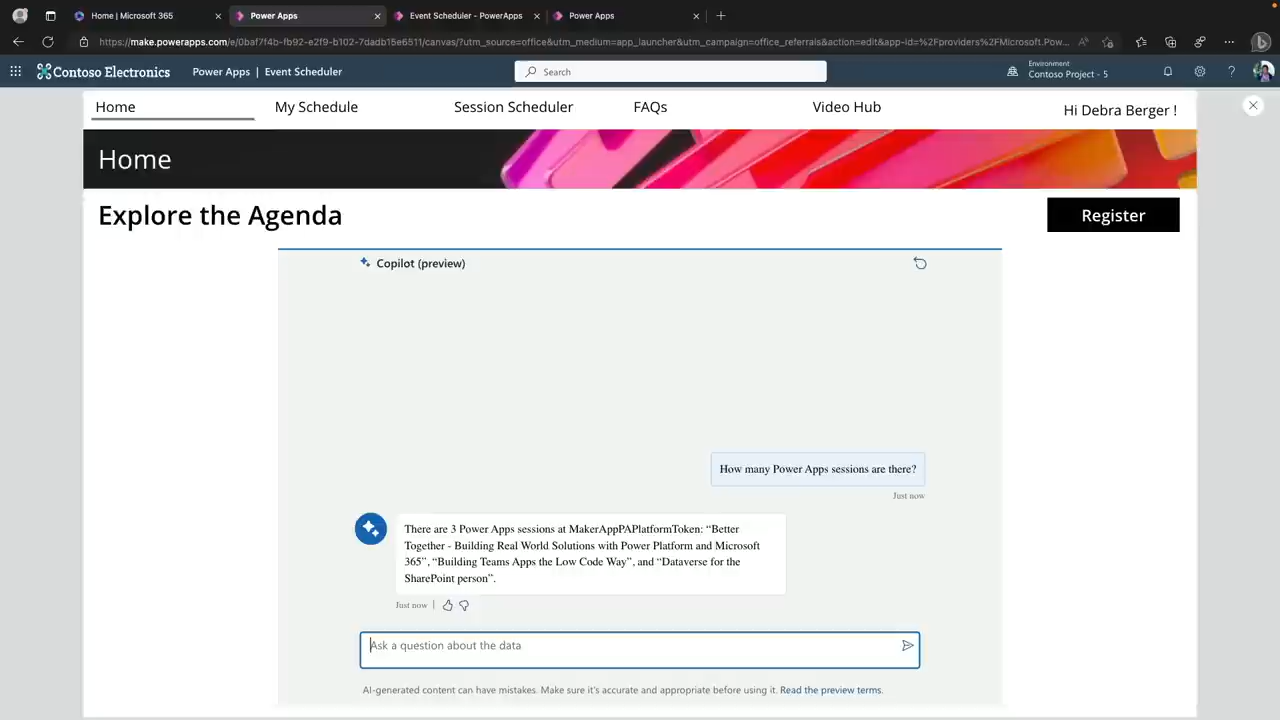 Home | Microsoft 365
Power Apps
Event Scheduler - PowerApps
Power Apps
https://make.powerapps.com/e/0baf7f4b-fb92-e2f9-b102-7dadb15e6511/canvas/?utm_source=office&utm_medium=app_launcher&utm_campaign=office_referrals&action=edit&app-id=%2Fproviders%2FMicrosoft.Pow...
Contoso Electronics
Power Apps | Event Scheduler
Search
Environment
Contoso Project - 5
Home
My Schedule
Session Scheduler
FAQs
Video Hub
Hi Debra Berger !
Home
Explore the Agenda
Register
Copilot (preview)
How many Power Apps sessions are there?
Just now
There are 3 Power Apps sessions at MakerAppPAPlatformToken: “Better
Together - Building Real World Solutions with Power Platform and Microsoft
365”, “Building Teams Apps the Low Code Way”, and “Dataverse for the
SharePoint person”.
Just now |
Ask a question about the data
AI-generated content can have mistakes. Make sure it's accurate and appropriate before using it. Read the preview terms.